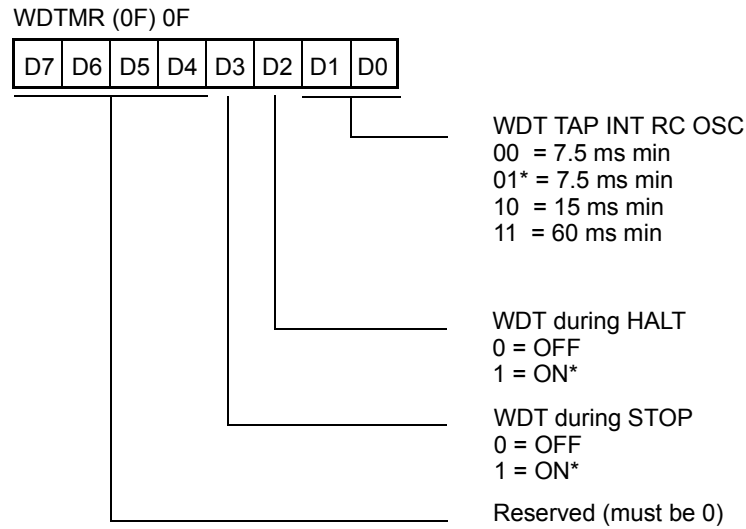 WDTMR (0F) 0F
D7 D6 D5 D4 D3 D2 D1 D0
WDT TAP INT RC OSC
00 = 7.5 ms min
01* = 7.5 ms min
10 = 15 ms min
11 = 60 ms min
WDT during HALT
0 = OFF
1 = ON*
WDT during STOP
0 = OFF
1 = ON*
Reserved (must be 0)